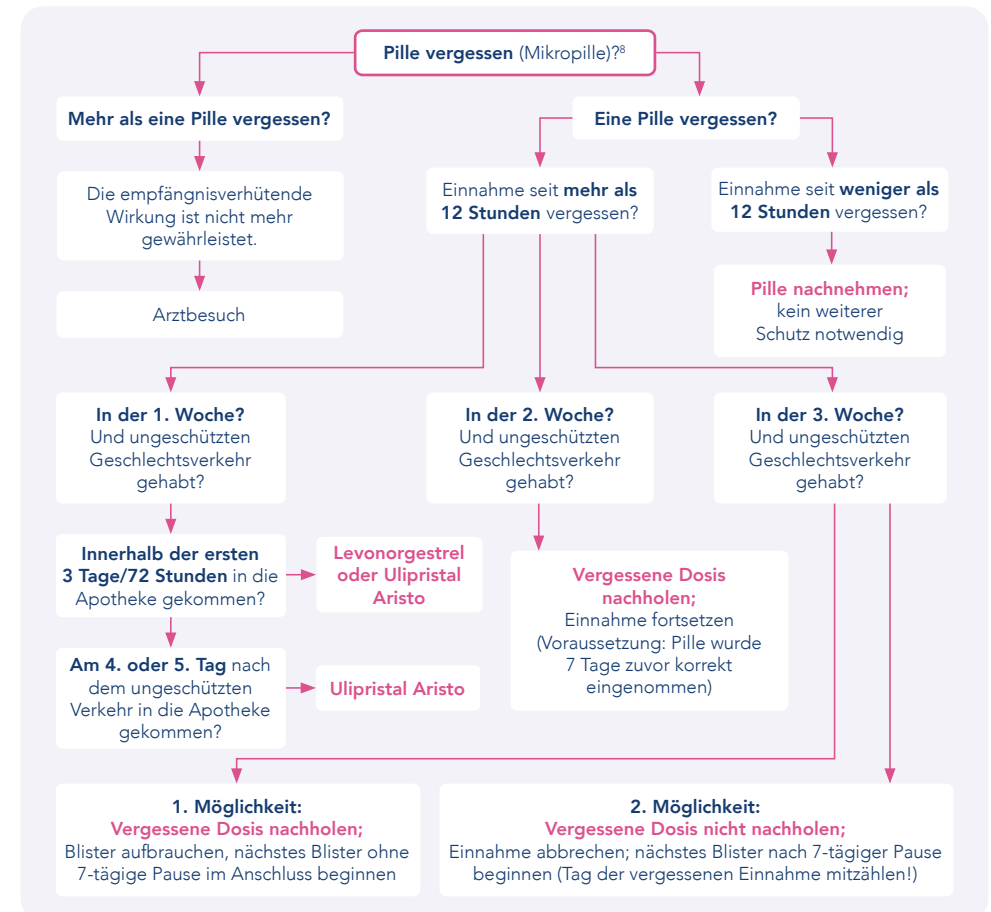 Pille vergessen (Mikropille)?⁸
Mehr als eine Pille vergessen?
Eine Pille vergessen?
Die empfängnisverhütende
Wirkung ist nicht mehr
gewährleistet.
Einnahme seit mehr als
12 Stunden vergessen?
Einnahme seit weniger als
12 Stunden vergessen?
Arztbesuch
Pille nachnehmen;
kein weiterer
Schutz notwendig
In der 1. Woche?
Und ungeschützten
Geschlechtsverkehr
gehabt?
In der 2. Woche?
Und ungeschützten
Geschlechtsverkehr
gehabt?
In der 3. Woche?
Und ungeschützten
Geschlechtsverkehr
gehabt?
Innerhalb der ersten
3 Tage/72 Stunden in die
Apotheke gekommen?
Levonorgestrel
oder Ulipristal
Aristo
Vergessene Dosis
nachholen;
Einnahme fortsetzen
(Voraussetzung: Pille wurde
7 Tage zuvor korrekt
eingenommen)
Am 4. oder 5. Tag nach
dem ungeschützten
Verkehr in die Apotheke
gekommen?
Ulipristal Aristo
1. Möglichkeit:
Vergessene Dosis nachholen;
Blister aufbrauchen, nächstes Blister ohne
7-tägige Pause im Anschluss beginnen
2. Möglichkeit:
Vergessene Dosis nicht nachholen;
Einnahme abbrechen; nächstes Blister nach 7-tägiger Pause
beginnen (Tag der vergessenen Einnahme mitzählen!)